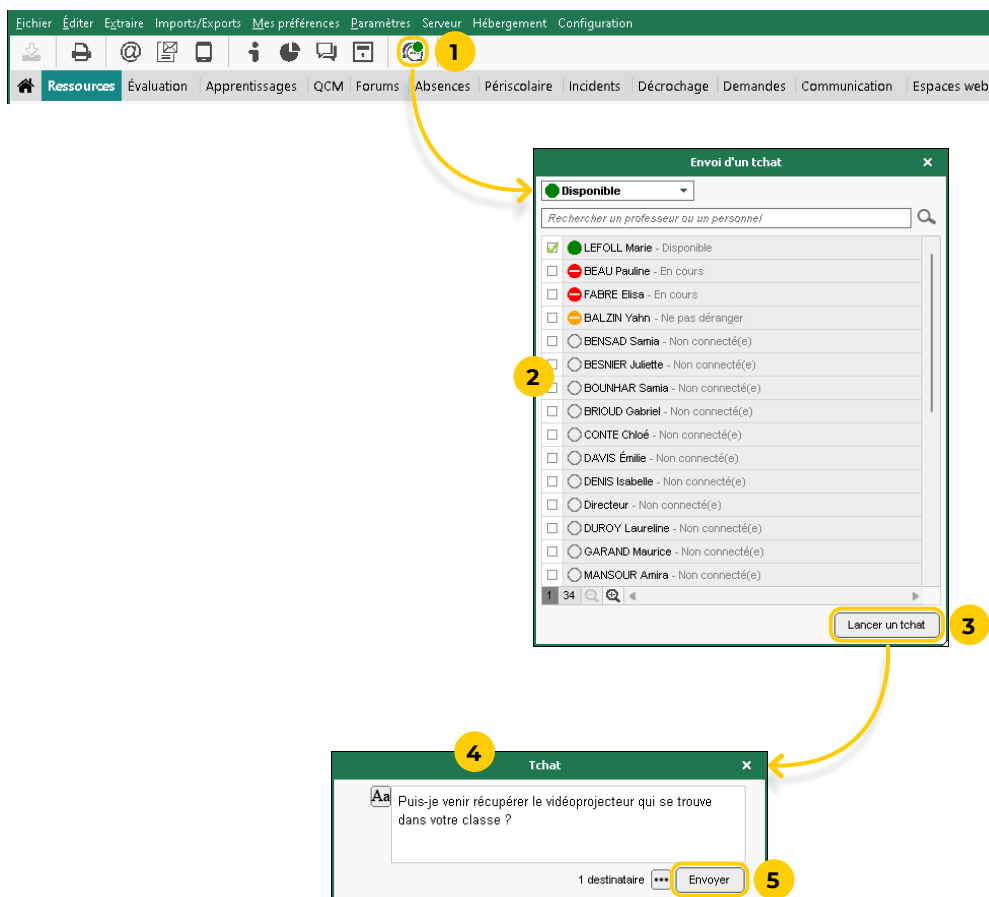 Fichier Éditer Extraire Imports/Exports Mes préférences Paramètres Serveur Hébergement Configuration
1
Ressources Évaluation Apprentissages QCM Forums Absences Périscolaire Incidents Décrochage Demandes Communication Espaces web
Envoi d'un tchat ×
Disponible
Rechercher un professeur ou un personnel
LEFOLL Marie - Disponible
BEAU Pauline - En cours
FABRE Elisa - En cours
BALZIN Yahn - Ne pas déranger
BENSAD Samia - Non connecté(e)
BESNIER Juliette - Non connecté(e)
2
BOUNHAR Samia - Non connecté(e)
BRIOUD Gabriel - Non connecté(e)
CONTE Chloé - Non connecté(e)
DAVIS Émilie - Non connecté(e)
DENIS Isabelle - Non connecté(e)
Directeur - Non connecté(e)
DUROY Laureline - Non connecté(e)
GARAND Maurice - Non connecté(e)
MANSOUR Amira - Non connecté(e)
1 34
Lancer un tchat 3
4 Tchat ×
Aa Puis-je venir récupérer le vidéoprojecteur qui se trouve
dans votre classe ?
1 destinataire ••• Envoyer 5